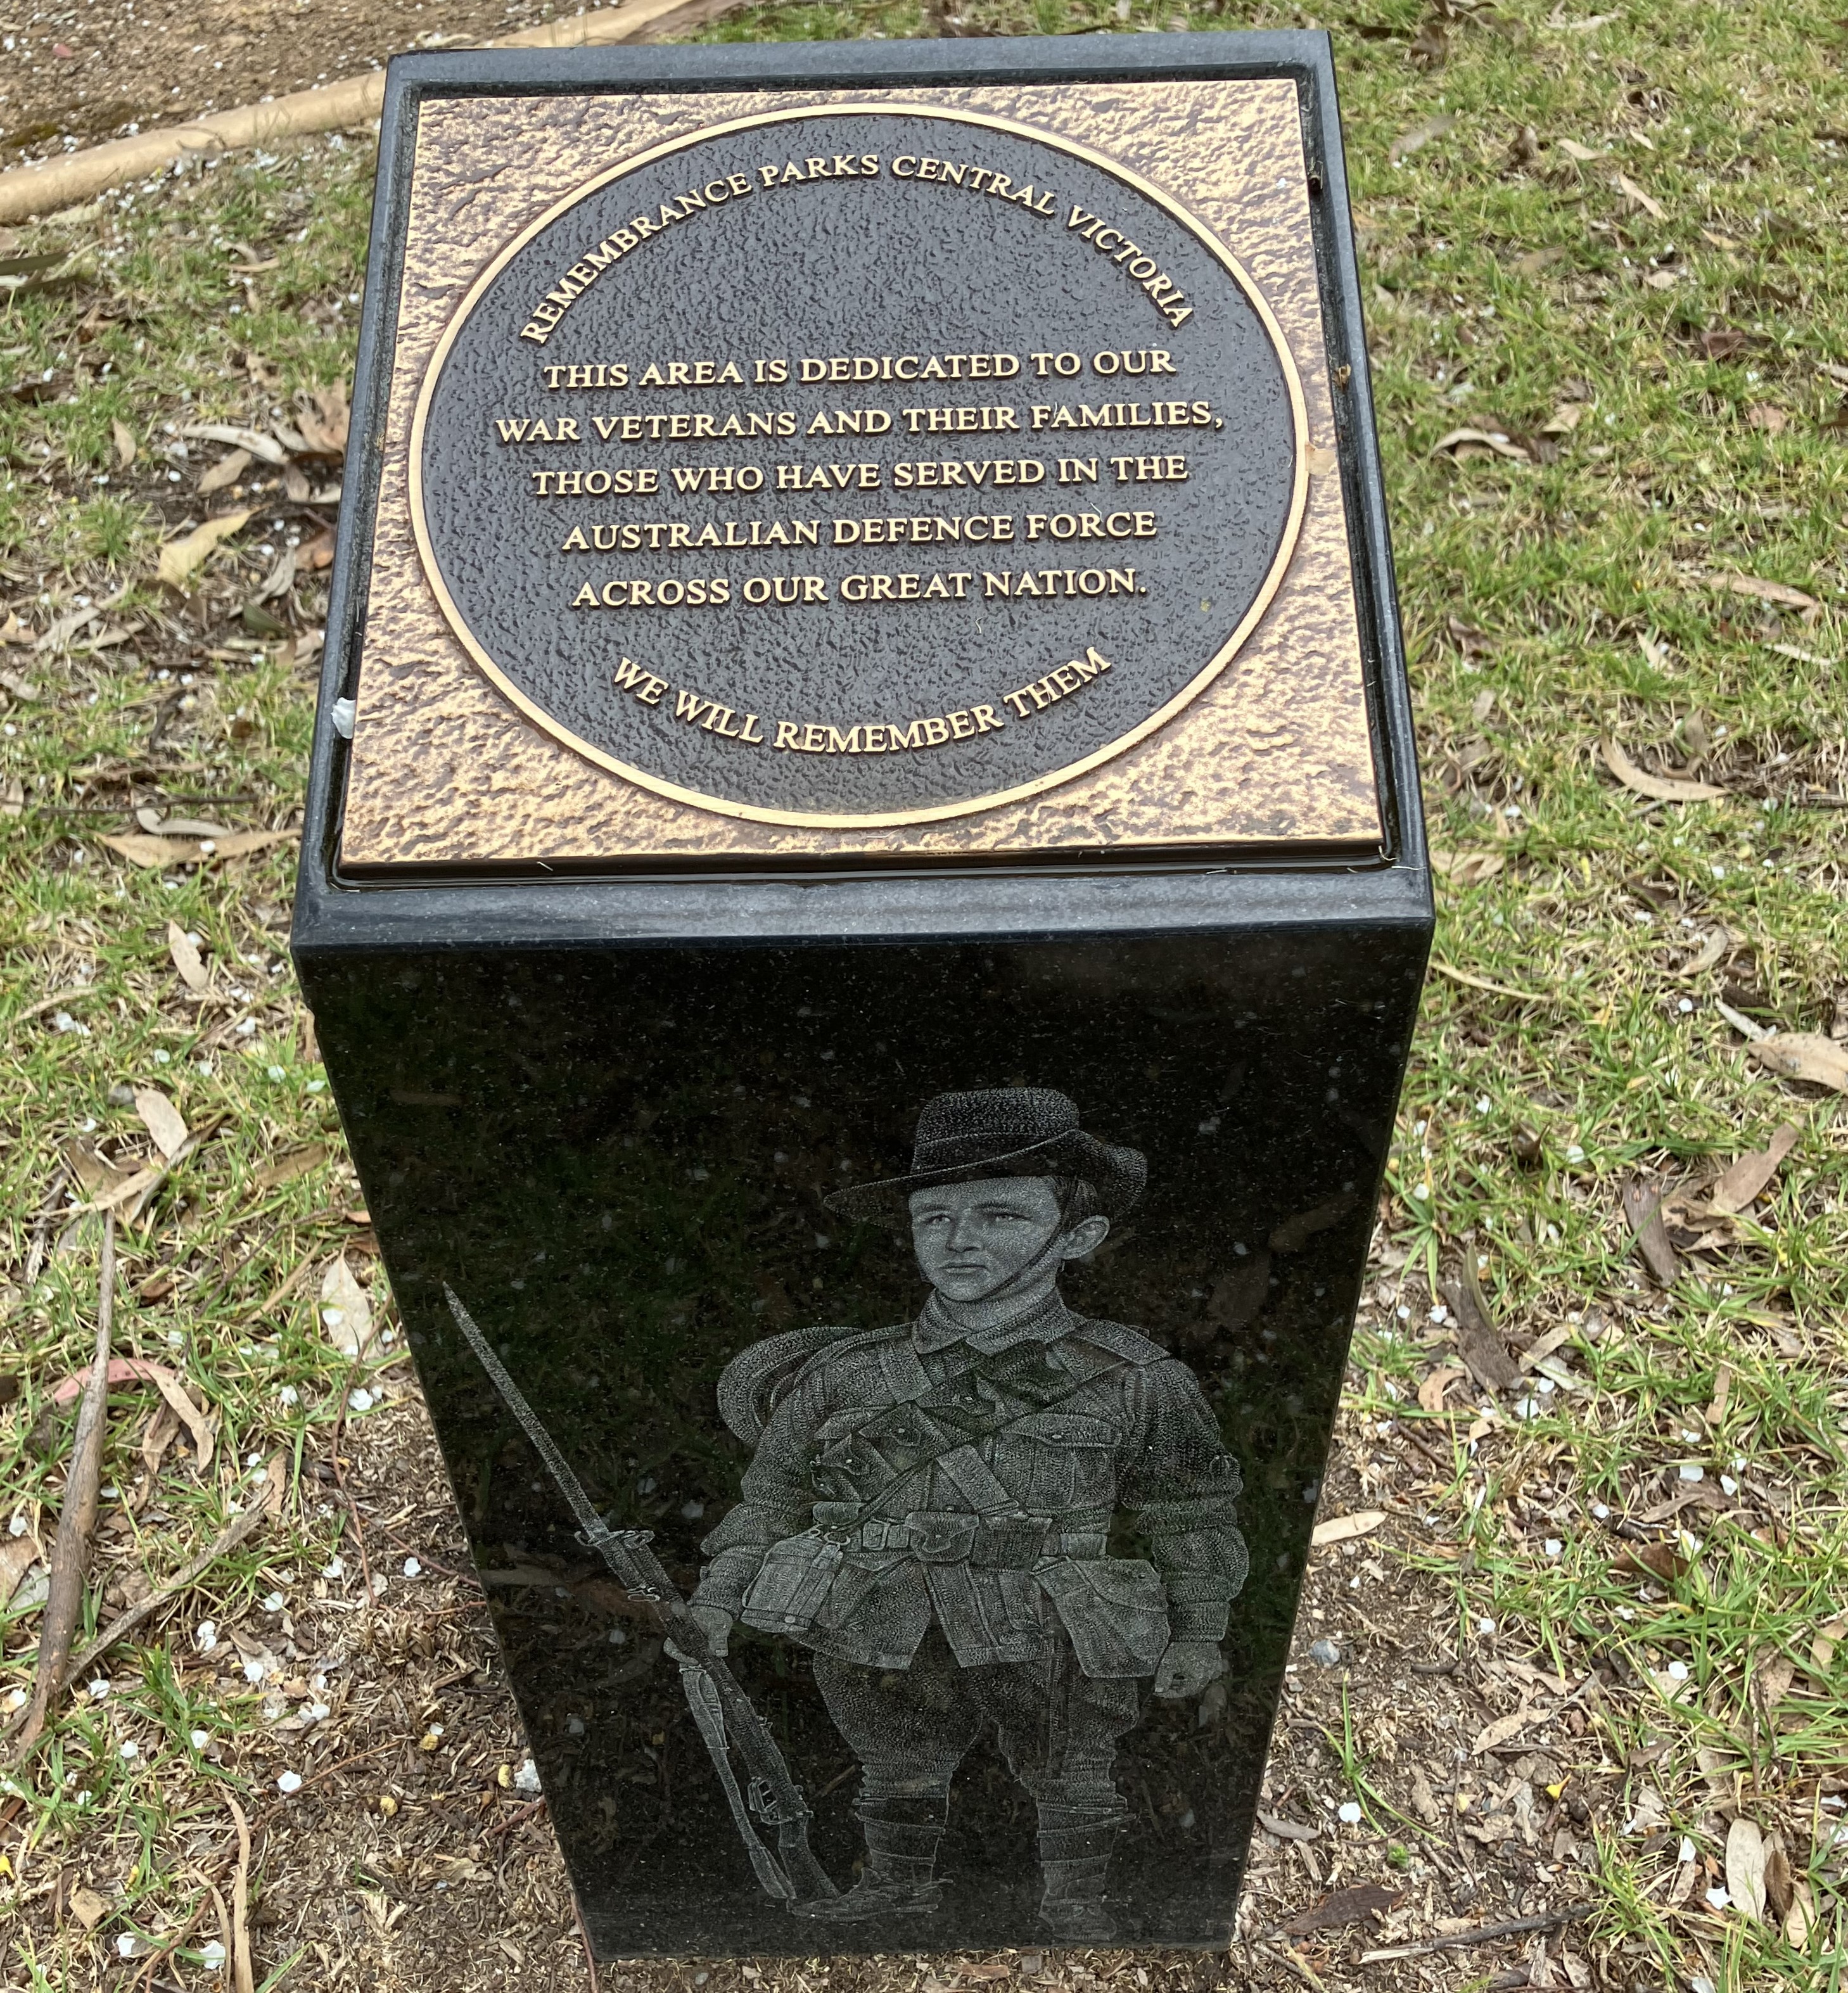 REMEMBRANCE PARKS CENTRAL VICTORIA
THIS AREA IS DEDICATED TO OUR
WAR VETERANS AND THEIR FAMILIES,
THOSE WHO HAVE SERVED IN THE
AUSTRALIAN DEFENCE FORCE
ACROSS OUR GREAT NATION.
WE WILL REMEMBER THEM